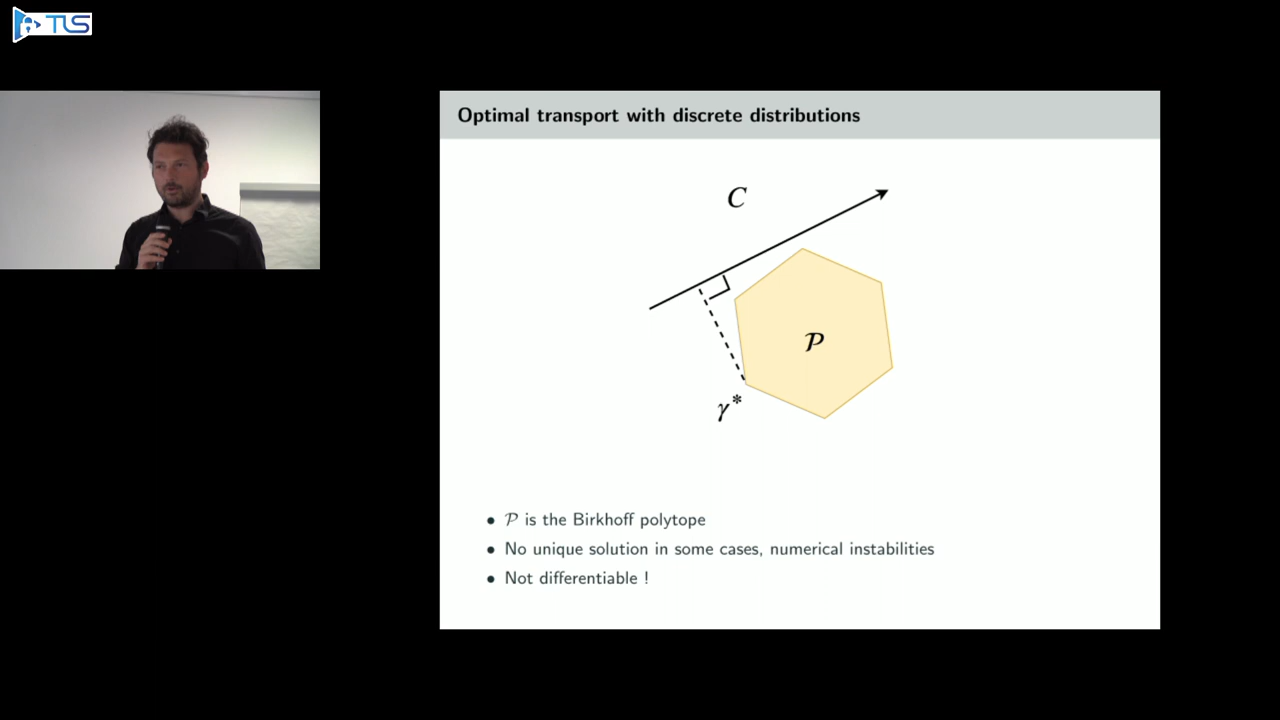 TLS
Optimal transport with discrete distributions
C
𝒫
γ*
• 𝒫 is the Birkhoff polytope
• No unique solution in some cases, numerical instabilities
• Not differentiable !